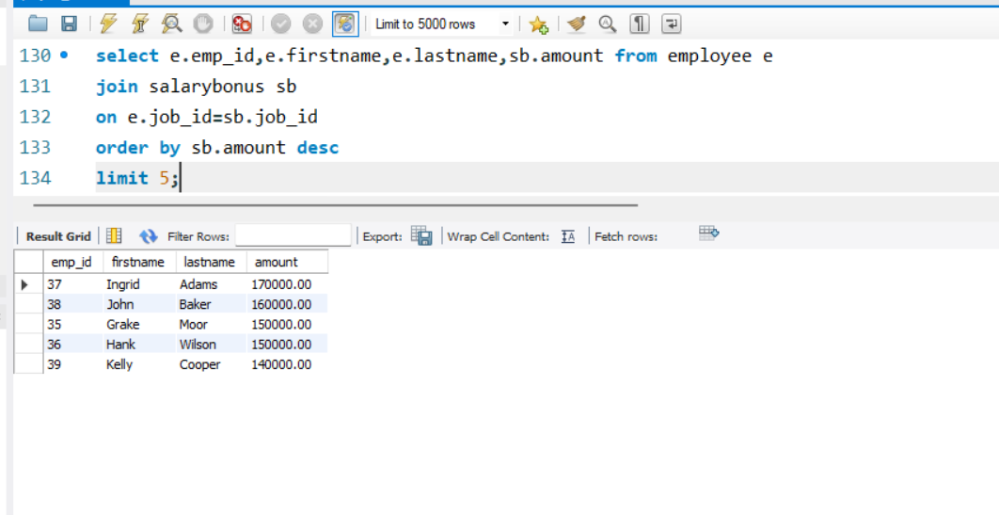 Limit to 5000 rows
130 select e.emp_id,e.firstname,e.lastname,sb.amount from employee e
131 join salarybonus sb
132 on e.job_id=sb.job_id
133 order by sb.amount desc
134 limit 5;
Result Grid Filter Rows: Export: Wrap Cell Content: IA Fetch rows:
emp_id firstname lastname amount
37 Ingrid Adams 170000.00
38 John Baker 160000.00
35 Grake Moor 150000.00
36 Hank Wilson 150000.00
39 Kelly Cooper 140000.00